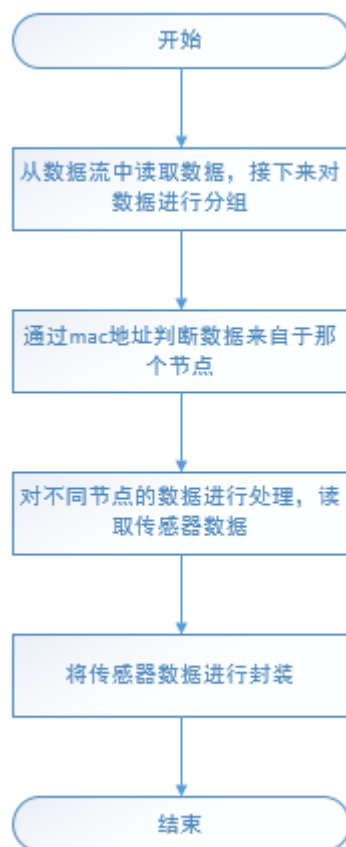 开始
从数据流中读取数据，接下来对
数据进行分组
通过mac地址判断数据来自于那
个节点
对不同节点的数据进行处理，读
取传感器数据
将传感器数据进行封装
结束